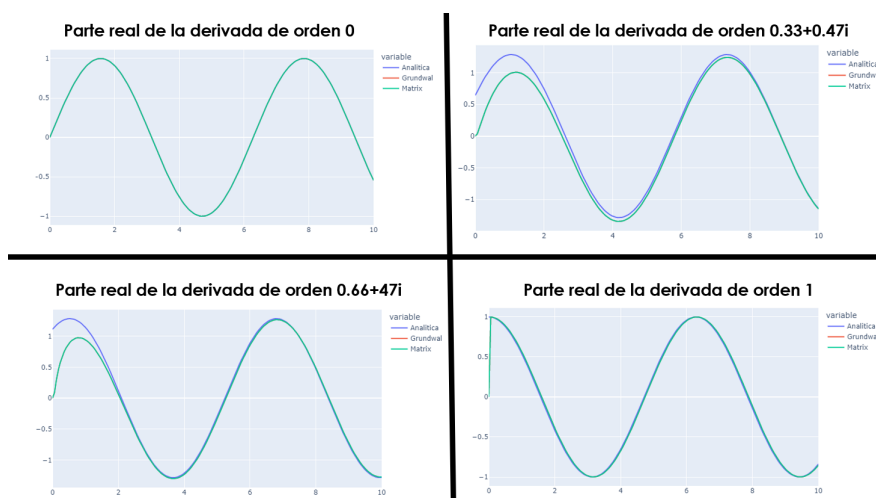 Parte real de la derivada de orden 0
variable
Analítica
Grundwal
Matrix
1
0.5
0
−0.5
−1
0 2 4 6 8 10
Parte real de la derivada de orden 0.33+0.47i
variable
Analítica
Grundwal
Matrix
1
0.5
0
−0.5
−1
0 2 4 6 8 10
Parte real de la derivada de orden 0.66+47i
variable
Analítica
Grundwal
Matrix
1
0.5
0
−0.5
−1
0 2 4 6 8 10
Parte real de la derivada de orden 1
variable
Analítica
Grundwal
Matrix
1
0.5
0
−0.5
−1
0 2 4 6 8 10